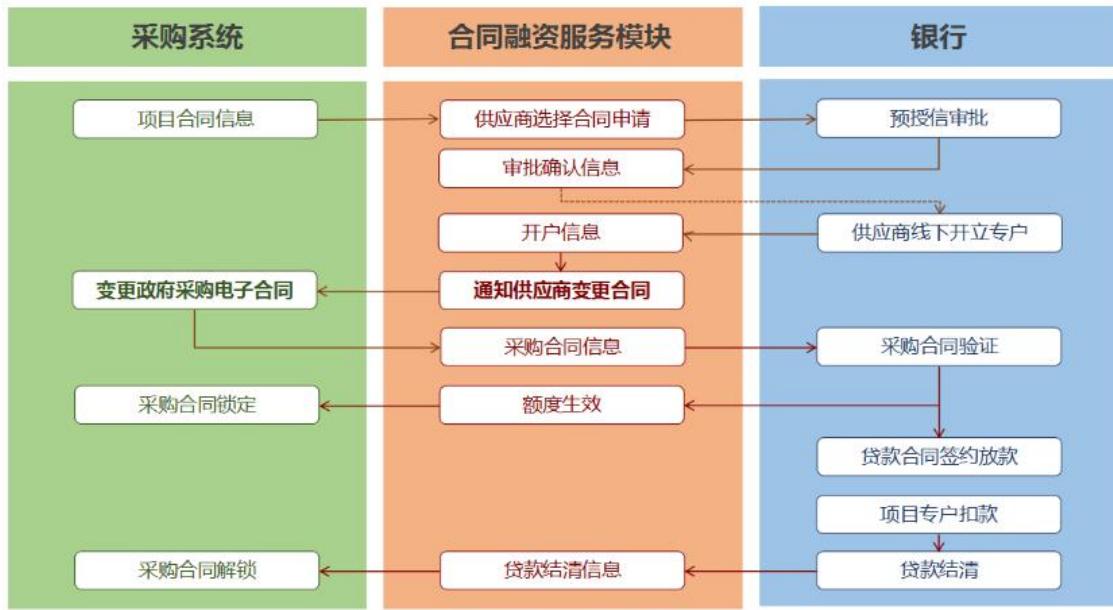 采购系统
合同融资服务模块
银行
项目合同信息
供应商选择合同申请
预授信审批
审批确认信息
开户信息
供应商线下开立专户
变更政府采购电子合同
通知供应商变更合同
采购合同信息
采购合同验证
采购合同锁定
额度生效
贷款合同签约放款
项目专户扣款
采购合同解锁
贷款结清信息
贷款结清